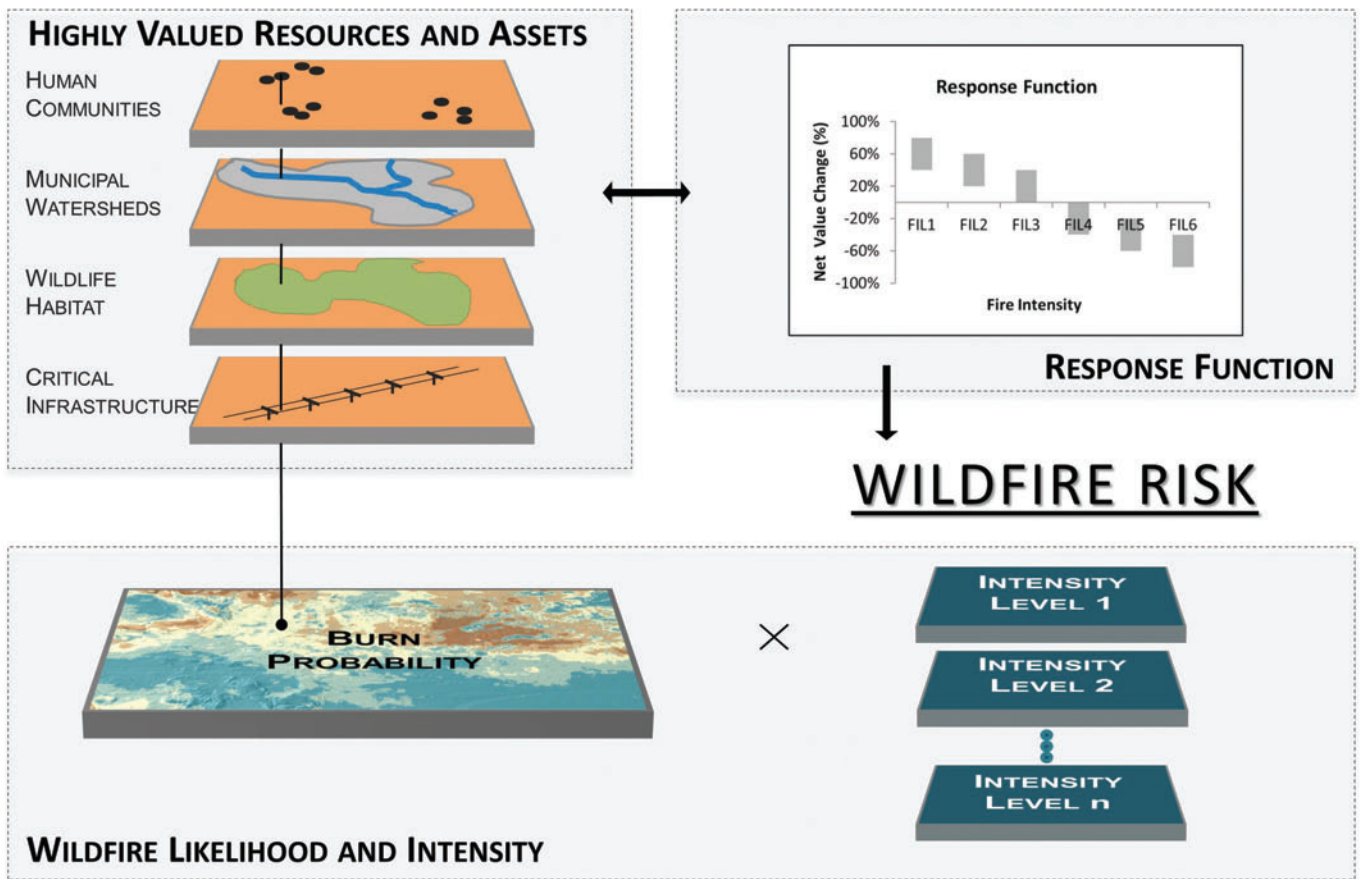 HIGHLY VALUED RESOURCES AND ASSETS
HUMAN
COMMUNITIES
MUNICIPAL
WATERSHEDS
WILDLIFE
HABITAT
CRITICAL
INFRASTRUCTURE
Response Function
Net Value Change (%)
100%
60%
20%
-20%
-60%
-100%
FIL1 FIL2 FIL3 FIL4 FIL5 FIL6
Fire Intensity
RESPONSE FUNCTION
WILDFIRE RISK
BURN
PROBABILITY
×
INTENSITY
LEVEL 1
INTENSITY
LEVEL 2
INTENSITY
LEVEL n
WILDFIRE LIKELIHOOD AND INTENSITY